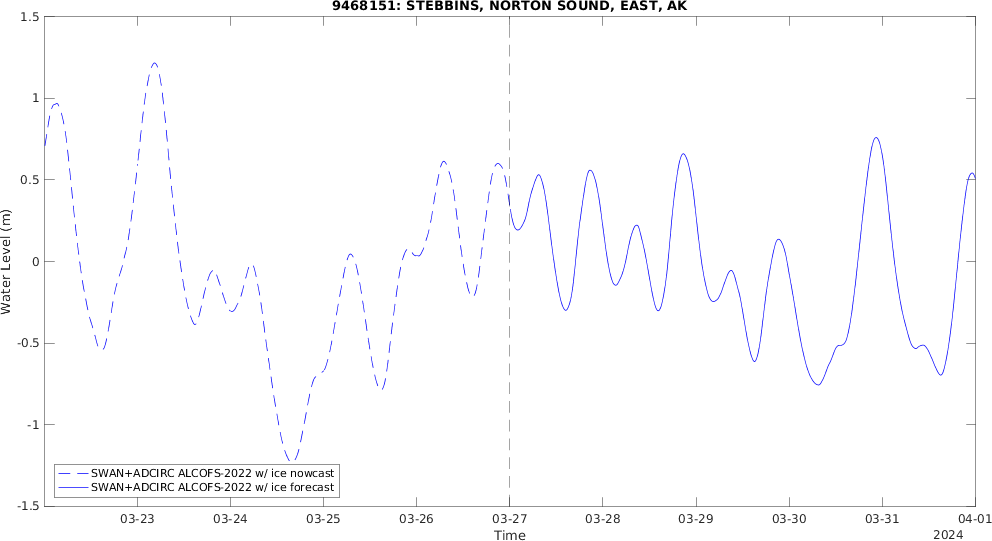 9468151: STEBBINS, NORTON SOUND, EAST, AK
1.5
1
0.5
0
-0.5
-1
-1.5
Water Level (m)
SWAN+ADCIRC ALCOFS-2022 w/ ice nowcast
SWAN+ADCIRC ALCOFS-2022 w/ ice forecast
03-23 03-24 03-25 03-26 03-27 03-28 03-29 03-30 03-31 04-01
Time
2024